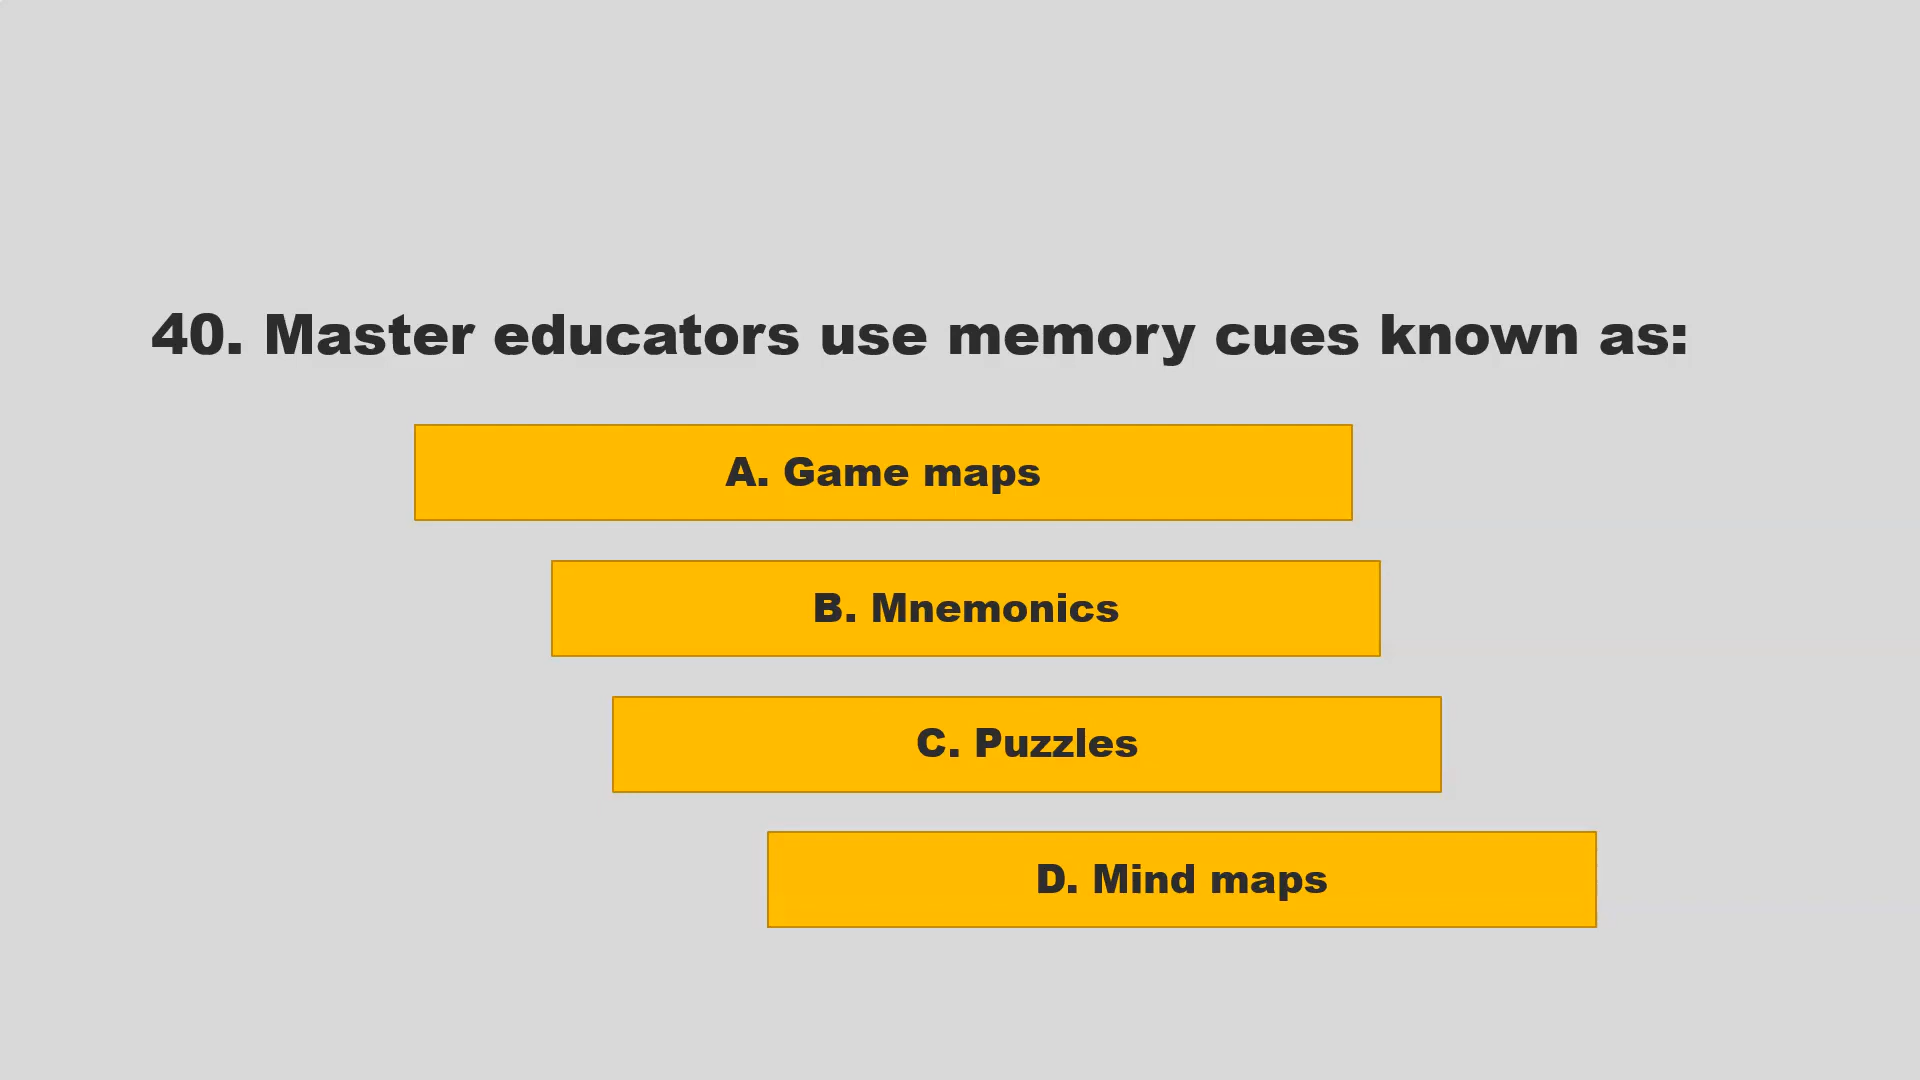 40. Master educators use memory cues known as:
A. Game maps
B. Mnemonics
C. Puzzles
D. Mind maps